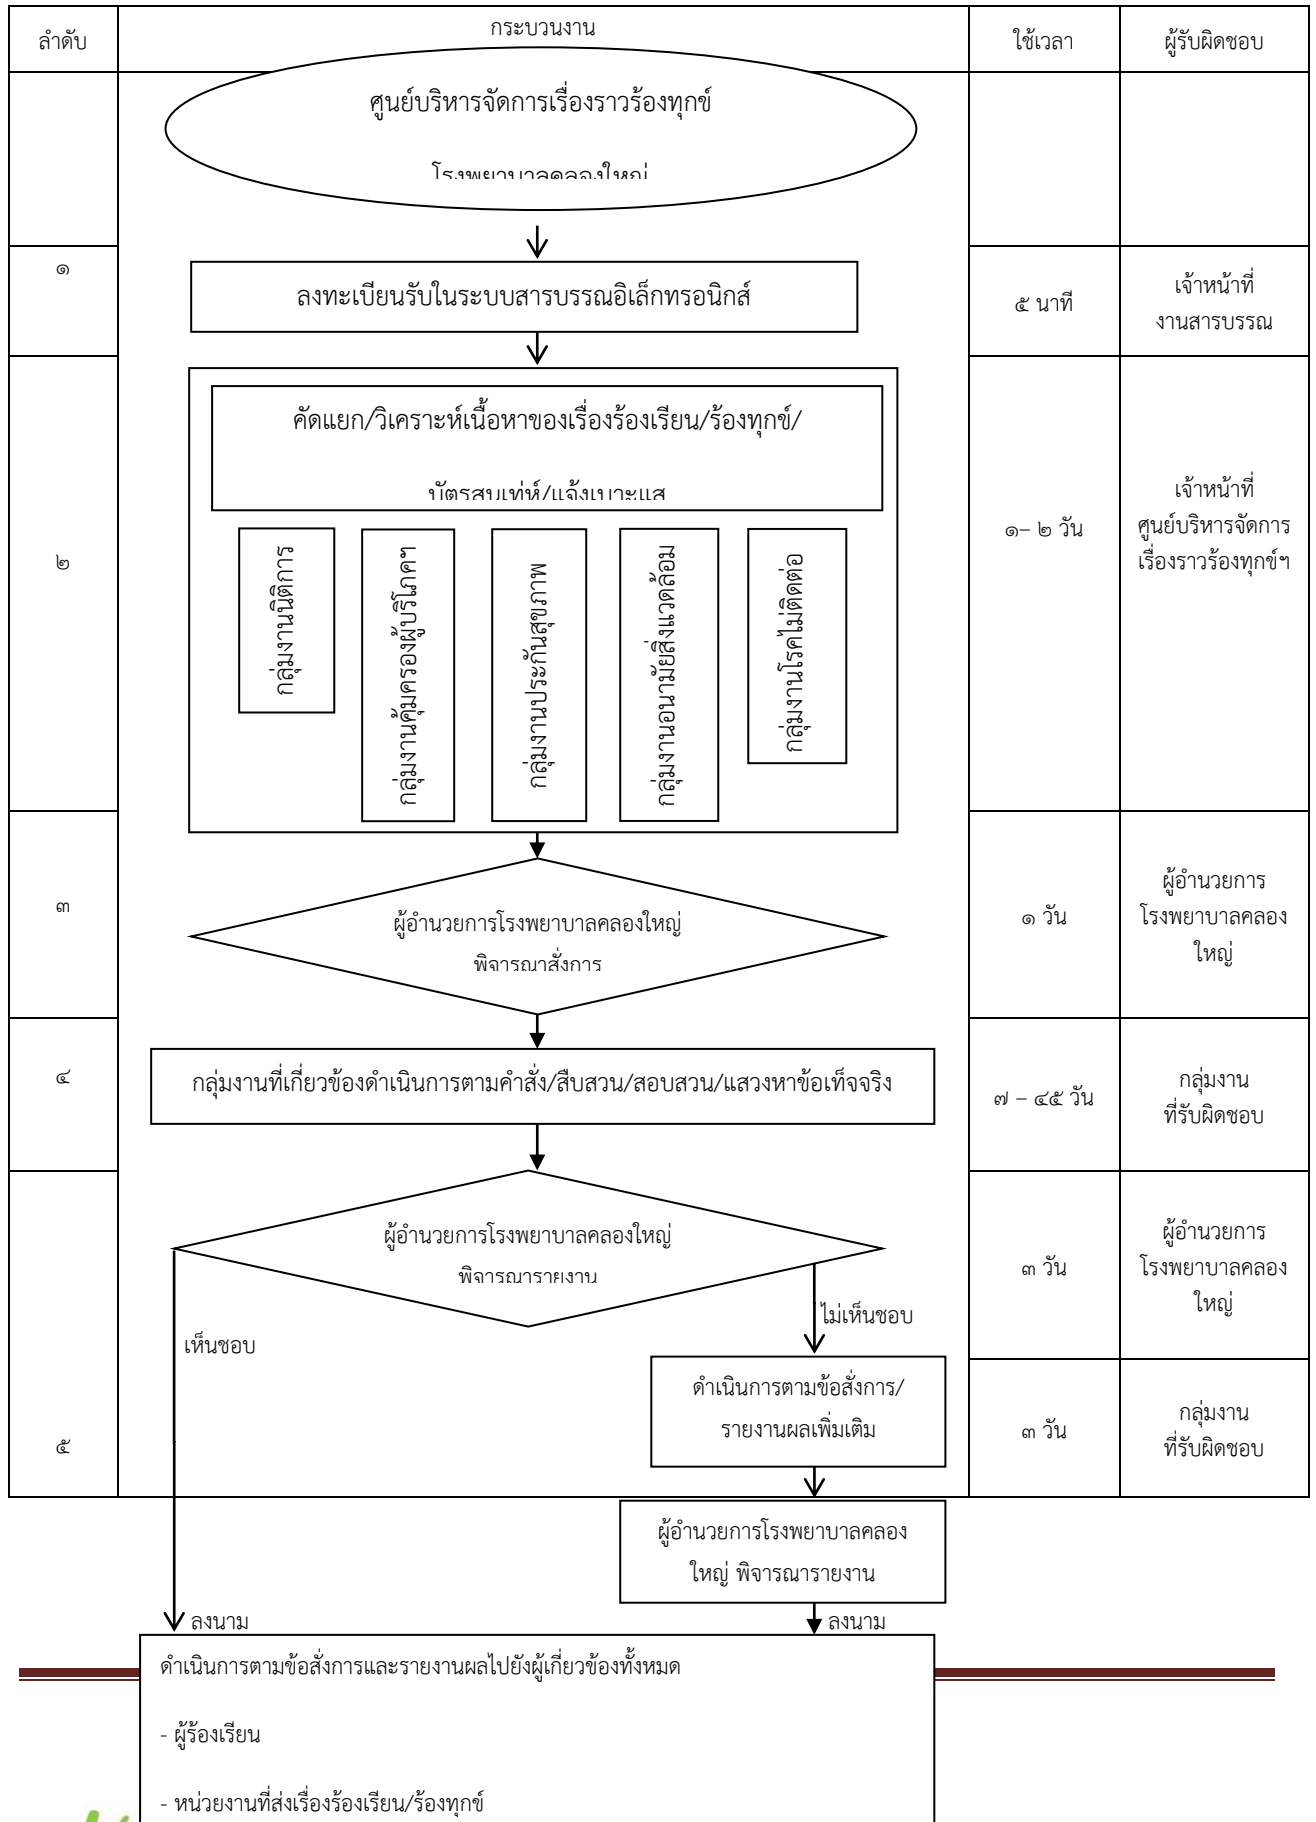 ลำดับ
กระบวนงาน
ใช้เวลา
ผู้รับผิดชอบ
ศูนย์บริหารจัดการเรื่องราวร้องทุกข์
โรงพยาบาลคลองใหญ่
๑
ลงทะเบียนรับในระบบสารบรรณอิเล็กทรอนิกส์
๕ นาที
เจ้าหน้าที่
งานสารบรรณ
๒
คัดแยก/วิเคราะห์เนื้อหาของเรื่องร้องเรียน/ร้องทุกข์/
บัตรสนเท่ห์/แจ้งเบาะแส
กลุ่มงานนิติการ
กลุ่มงานคุ้มครองผู้บริโภคฯ
กลุ่มงานประกันสุขภาพ
กลุ่มงานอนามัยสิ่งแวดล้อม
กลุ่มงานโรคไม่ติดต่อ
๑– ๒ วัน
เจ้าหน้าที่
ศูนย์บริหารจัดการ
เรื่องราวร้องทุกข์ฯ
๓
ผู้อำนวยการโรงพยาบาลคลองใหญ่
พิจารณาสั่งการ
๑ วัน
ผู้อำนวยการ
โรงพยาบาลคลอง
ใหญ่
๔
กลุ่มงานที่เกี่ยวข้องดำเนินการตามคำสั่ง/สืบสวน/สอบสวน/แสวงหาข้อเท็จจริง
๗ – ๔๕ วัน
กลุ่มงาน
ที่รับผิดชอบ
ผู้อำนวยการโรงพยาบาลคลองใหญ่
พิจารณารายงาน
๓ วัน
ผู้อำนวยการ
โรงพยาบาลคลอง
ใหญ่
เห็นชอบ
ไม่เห็นชอบ
๕
ดำเนินการตามข้อสั่งการ/
รายงานผลเพิ่มเติม
๓ วัน
กลุ่มงาน
ที่รับผิดชอบ
ผู้อำนวยการโรงพยาบาลคลอง
ใหญ่ พิจารณารายงาน
ลงนาม
ลงนาม
ดำเนินการตามข้อสั่งการและรายงานผลไปยังผู้เกี่ยวข้องทั้งหมด
- ผู้ร้องเรียน
- หน่วยงานที่ส่งเรื่องร้องเรียน/ร้องทุกข์